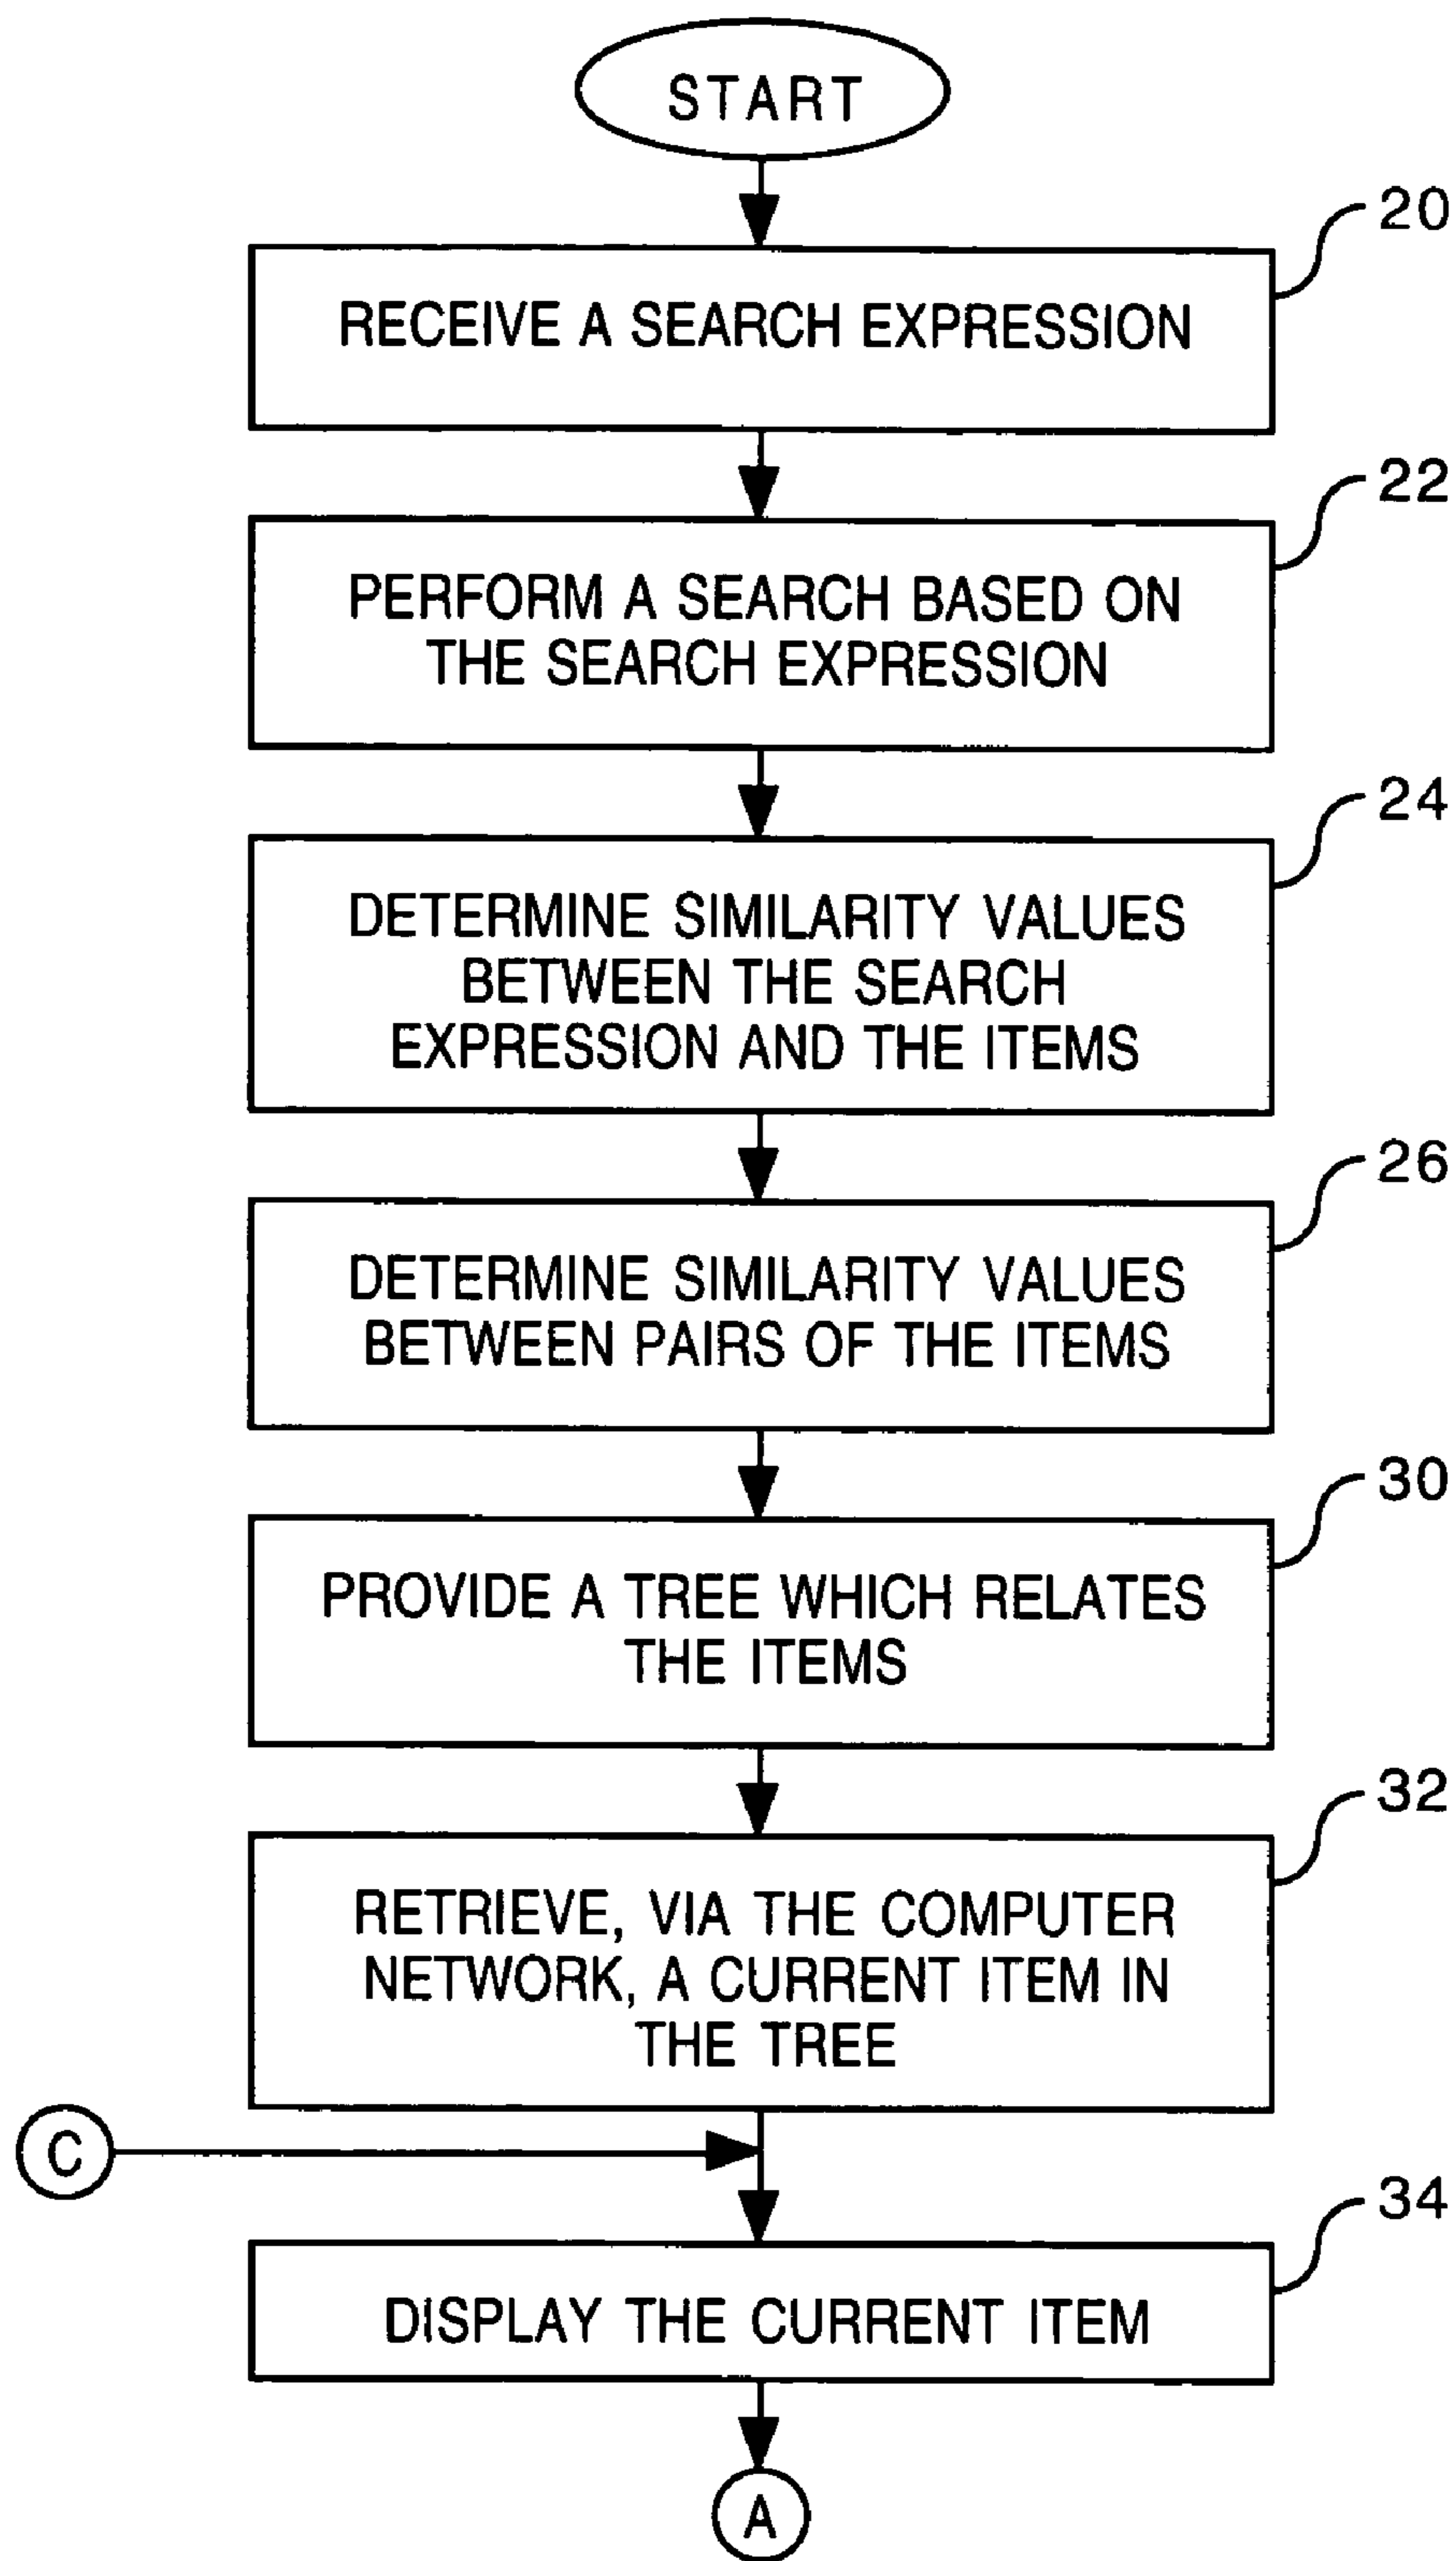 START
20
RECEIVE A SEARCH EXPRESSION
22
PERFORM A SEARCH BASED ON
THE SEARCH EXPRESSION
24
DETERMINE SIMILARITY VALUES
BETWEEN THE SEARCH
EXPRESSION AND THE ITEMS
26
DETERMINE SIMILARITY VALUES
BETWEEN PAIRS OF THE ITEMS
30
PROVIDE A TREE WHICH RELATES
THE ITEMS
32
RETRIEVE, VIA THE COMPUTER
NETWORK, A CURRENT ITEM IN
THE TREE
C
34
DISPLAY THE CURRENT ITEM
A